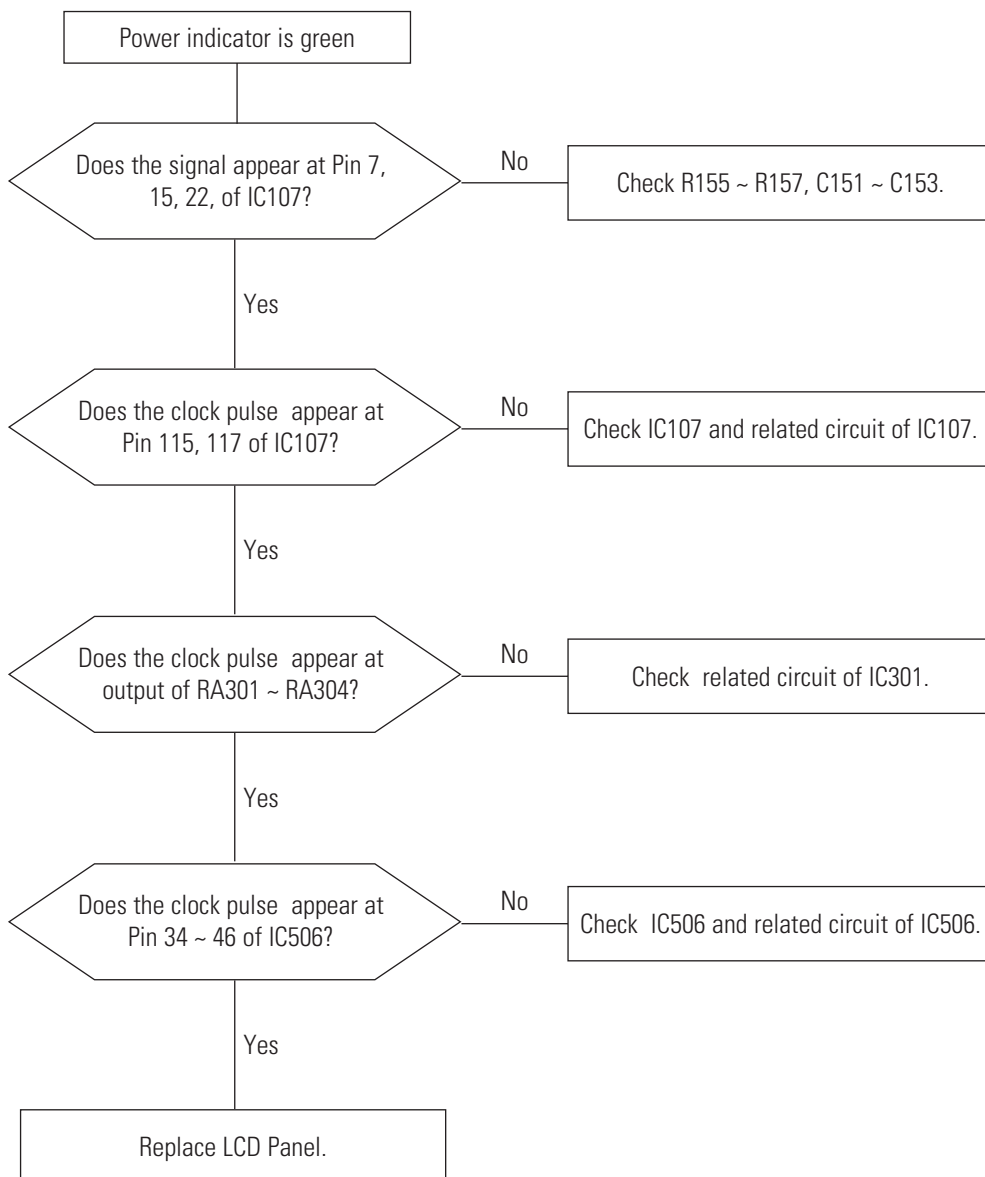 Power indicator is green
Does the signal appear at Pin 7,
15, 22, of IC107?
No
Check R155 ~ R157, C151 ~ C153.
Yes
Does the clock pulse  appear at
Pin 115, 117 of IC107?
No
Check IC107 and related circuit of IC107.
Yes
Does the clock pulse  appear at
output of RA301 ~ RA304?
No
Check  related circuit of IC301.
Yes
Does the clock pulse  appear at
Pin 34 ~ 46 of IC506?
No
Check  IC506 and related circuit of IC506.
Yes
Replace LCD Panel.